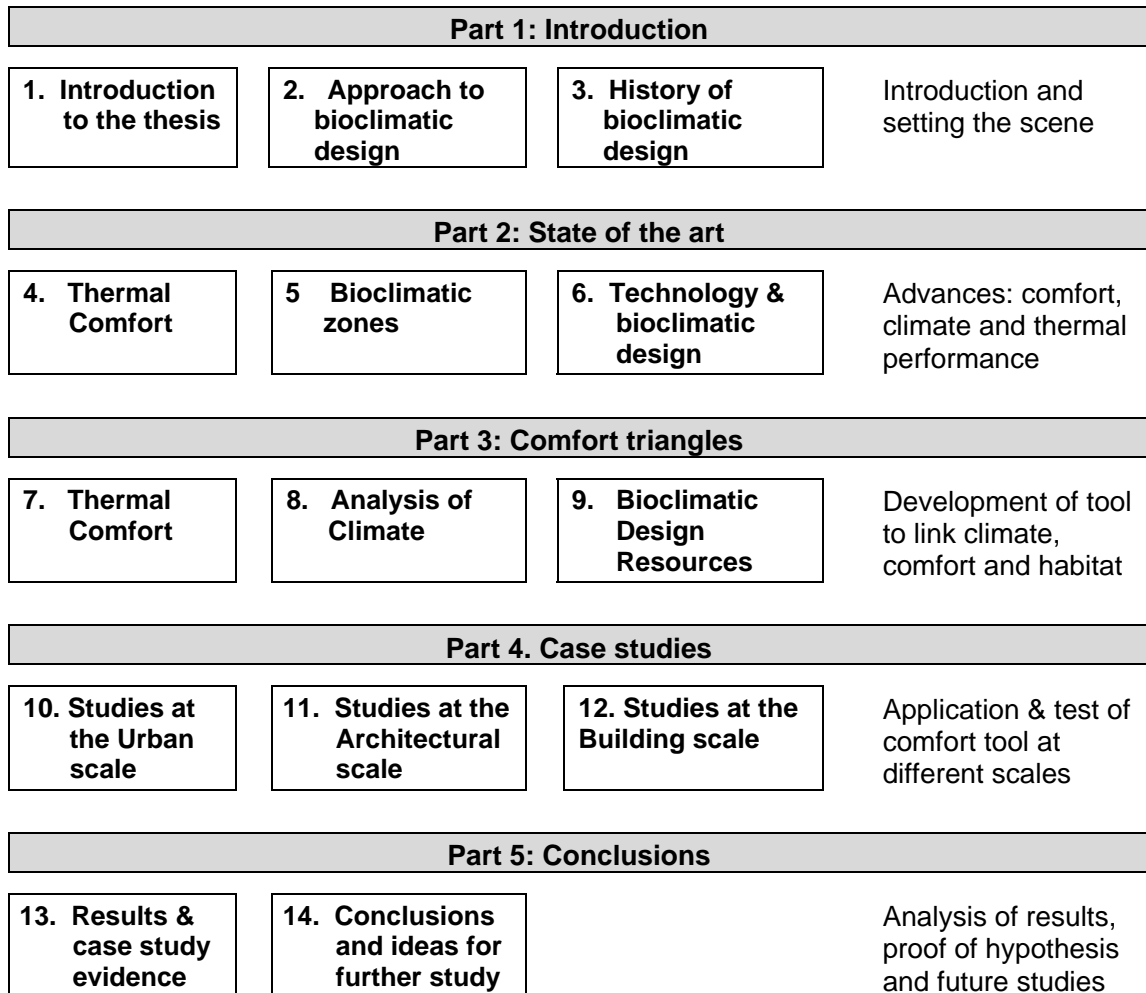 Part 1: Introduction
1. Introduction
to the thesis
2. Approach to
bioclimatic
design
3. History of
bioclimatic
design
Introduction and
setting the scene
Part 2: State of the art
4. Thermal
Comfort
5 Bioclimatic
zones
6. Technology &
bioclimatic
design
Advances: comfort,
climate and thermal
performance
Part 3: Comfort triangles
7. Thermal
Comfort
8. Analysis of
Climate
9. Bioclimatic
Design
Resources
Development of tool
to link climate,
comfort and habitat
Part 4. Case studies
10. Studies at
the Urban
scale
11. Studies at the
Architectural
scale
12. Studies at the
Building scale
Application & test of
comfort tool at
different scales
Part 5: Conclusions
13. Results &
case study
evidence
14. Conclusions
and ideas for
further study
Analysis of results,
proof of hypothesis
and future studies